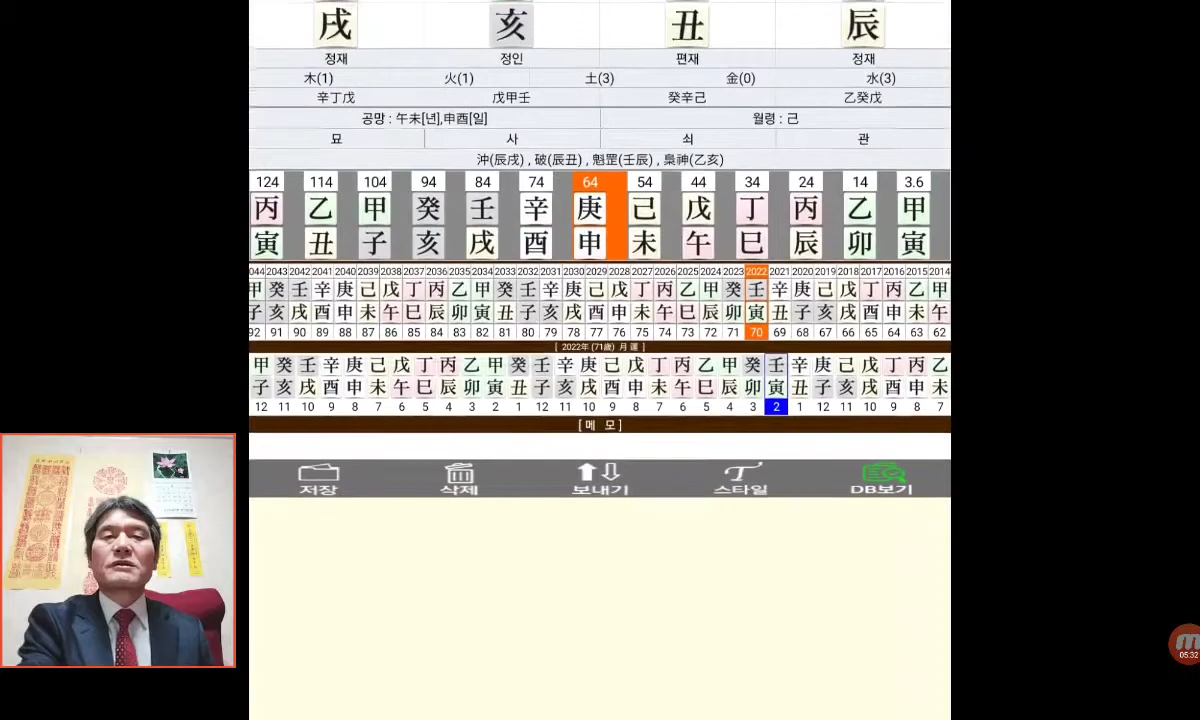 戌 亥 丑 辰
정재 정인 편재 정재
木(1) 火(1) 土(3) 金(0) 水(3)
辛丁戊 戊甲壬 癸辛己 乙癸戊
공망 : 午未[년],申酉[일] 월령 : 己
묘 사 쇠 관
沖(辰戌) , 破(辰丑) , 魁罡(壬辰) , 梟神(乙亥)
124 114 104 94 84 74 64 54 44 34 24 14 3.6
丙 乙 甲 癸 壬 辛 庚 己 戊 丁 丙 乙 甲
寅 丑 子 亥 戌 酉 申 未 午 巳 辰 卯 寅
044 2043 2042 2041 2040 2039 2038 2037 2036 2035 2034 2033 2032 2031 2030 2029 2028 2027 2026 2025 2024 2023 2022 2021 2020 2019 2018 2017 2016 2015 2014
甲 癸 壬 辛 庚 己 戊 丁 丙 乙 甲 癸 壬 辛 庚 己 戊 丁 丙 乙 甲 癸 壬 辛 庚 己 戊 丁 丙 乙 甲
子 亥 戌 酉 申 未 午 巳 辰 卯 寅 丑 子 亥 戌 酉 申 未 午 巳 辰 卯 寅 丑 子 亥 戌 酉 申 未 午
92 91 90 89 88 87 86 85 84 83 82 81 80 79 78 77 76 75 74 73 72 71 70 69 68 67 66 65 64 63 62
[ 2022年 (71歲) 月 運 ]
甲 癸 壬 辛 庚 己 戊 丁 丙 乙 甲 癸 壬 辛 庚 己 戊 丁 丙 乙 甲 癸 壬 辛 庚 己 戊 丁 丙 乙
子 亥 戌 酉 申 未 午 巳 辰 卯 寅 丑 子 亥 戌 酉 申 未 午 巳 辰 卯 寅 丑 子 亥 戌 酉 申 未
12 11 10 9 8 7 6 5 4 3 2 1 12 11 10 9 8 7 6 5 4 3 2 1 12 11 10 9 8 7
[ 메 모 ]
저장 삭제 보내기 스타일 DB보기
05:32